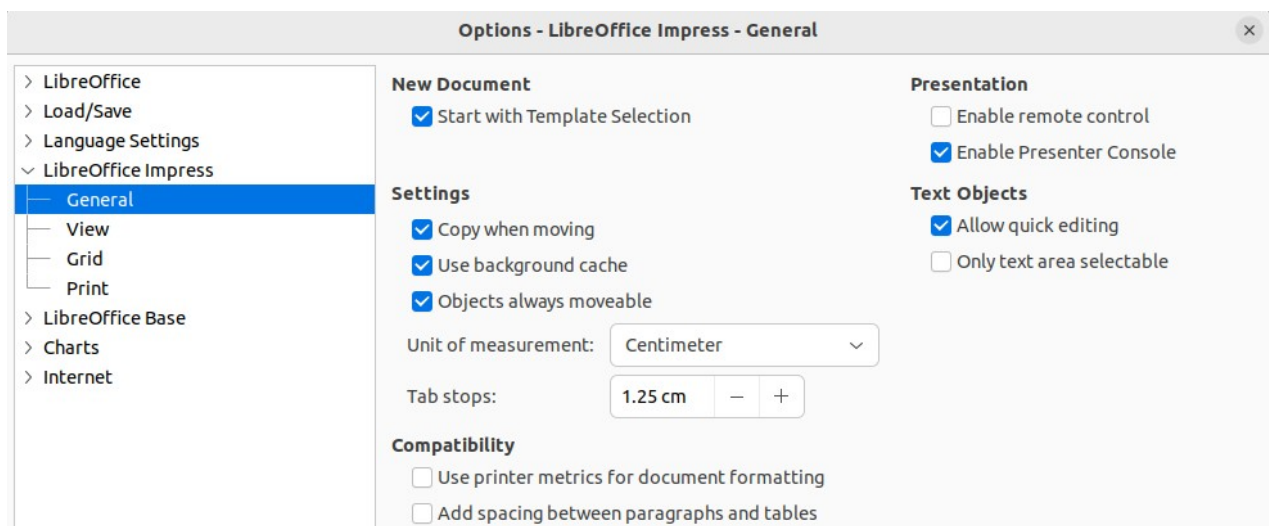 Options - LibreOffice Impress - General
LibreOffice
Load/Save
Language Settings
LibreOffice Impress
General
View
Grid
Print
LibreOffice Base
Charts
Internet
New Document
Start with Template Selection
Settings
Copy when moving
Use background cache
Objects always moveable
Unit of measurement: Centimeter
Tab stops: 1.25 cm
Compatibility
Use printer metrics for document formatting
Add spacing between paragraphs and tables
Presentation
Enable remote control
Enable Presenter Console
Text Objects
Allow quick editing
Only text area selectable